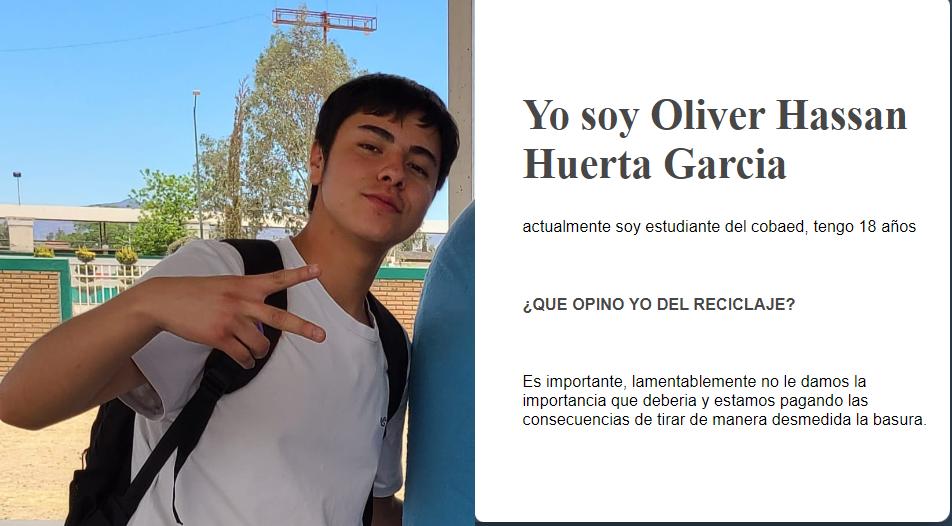 Yo soy Oliver Hassan
Huerta Garcia
actualmente soy estudiante del cobaed, tengo 18 años
¿QUE OPINO YO DEL RECICLAJE?
Es importante, lamentablemente no le damos la
importancia que deberia y estamos pagando las
consecuencias de tirar de manera desmedida la basura.